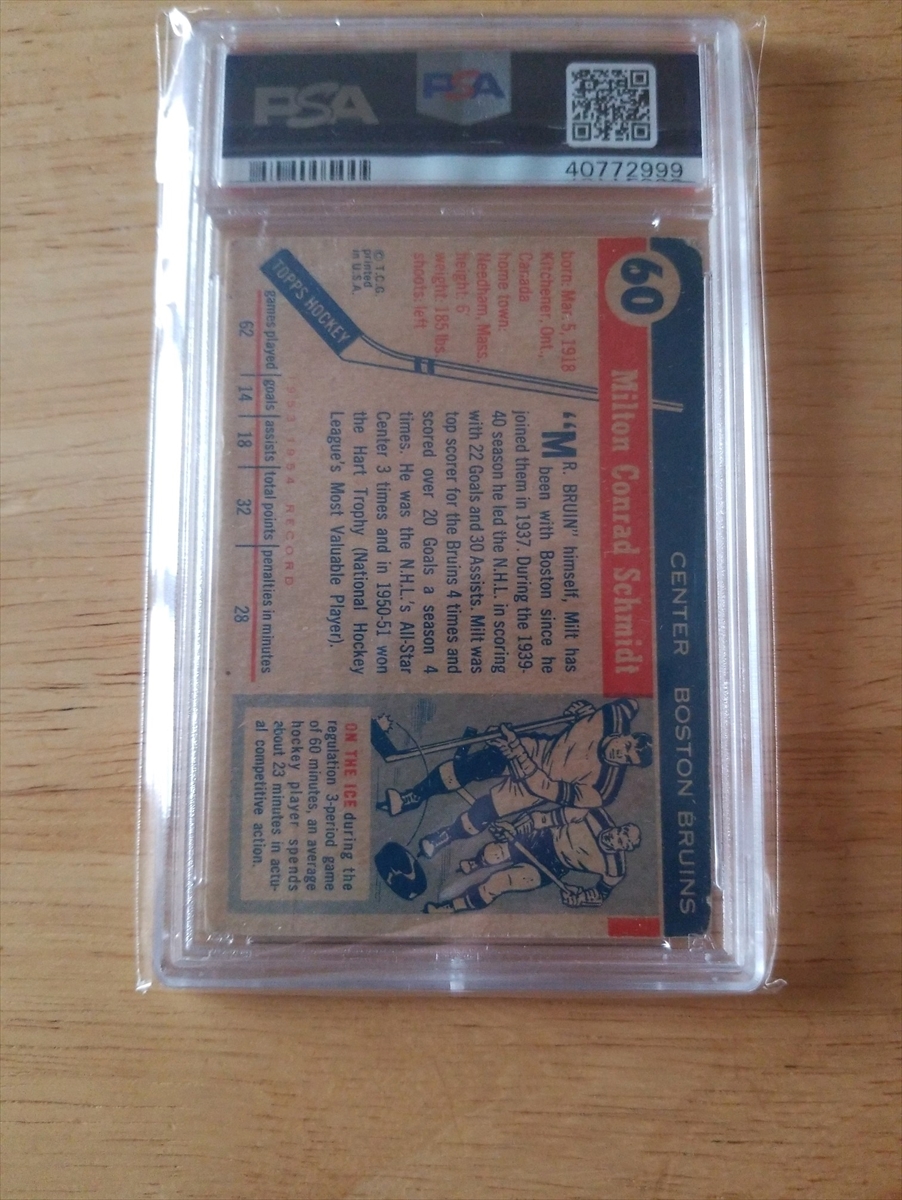 PSA
PSA
40772999
60
CENTER · BOSTON BRUINS
Milton Conrad Schmidt
born: Mar. 5, 1918
Kitchener, Ont.,
Canada
home town:
Needham, Mass.
height: 6'
weight: 185 lbs.
shoots: left
© T.C.G.
printed
in U.S.A.
TOPPS HOCKEY
"MR. BRUIN" himself, Milt has
been with Boston since he
joined them in 1937. During the 1939-
40 season he led the N.H.L. in scoring
with 22 Goals and 30 Assists. Milt was
top scorer for the Bruins 4 times and
scored over 20 Goals a season 4
times. He was the N.H.L.'s All-Star
Center 3 times and in 1950-51 won
the Hart Trophy (National Hockey
League's Most Valuable Player).
1953-1954 RECORD
games played goals assists total points penalties in minutes
62 14 18 32 28
ON THE ICE during the
regulation 3-period game
of 60 minutes, an average
hockey player spends
about 23 minutes in actu-
al competitive action.